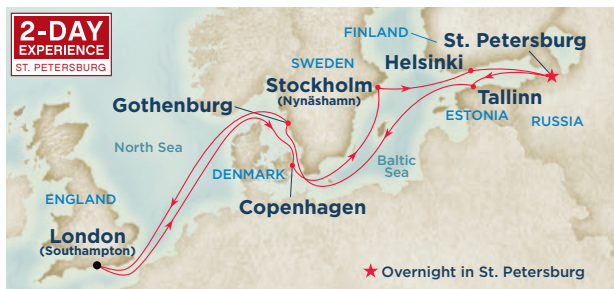 2-DAY
EXPERIENCE
ST. PETERSBURG
FINLAND
St. Petersburg
Helsinki
SWEDEN
Stockholm
(Nynäshamn)
Tallinn
Gothenburg
ESTONIA
RUSSIA
North Sea
Baltic
Sea
DENMARK
ENGLAND
Copenhagen
London
(Southampton)
Overnight in St. Petersburg